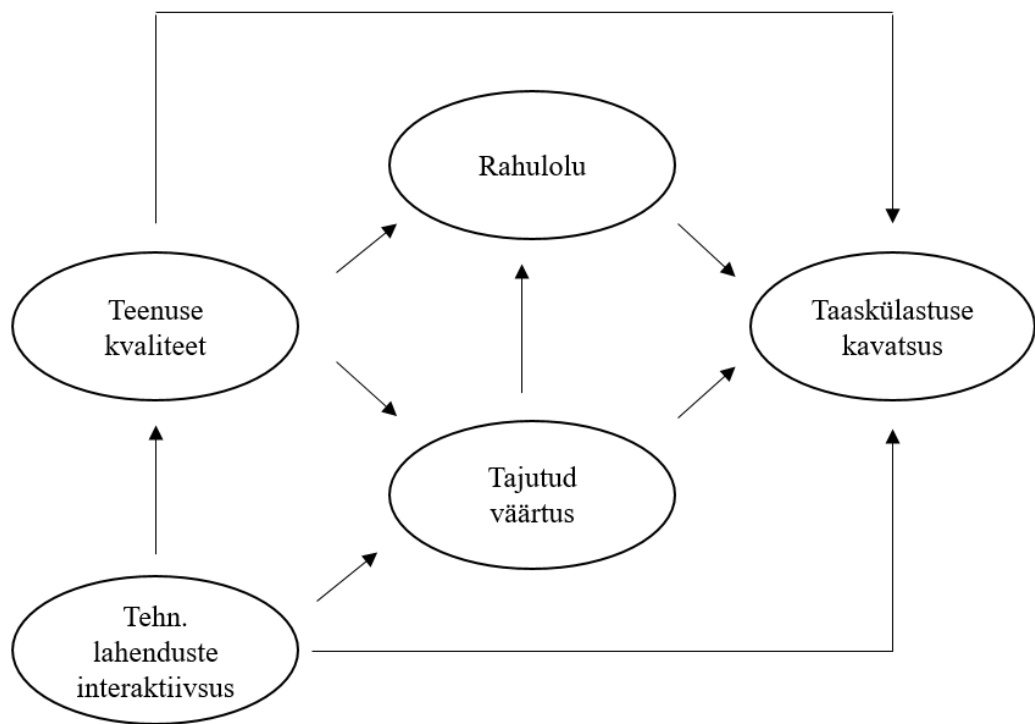 Rahulolu
Teenuse
kvaliteet
Taaskülastuse
kavatsus
Tajutud
väärtus
Tehn.
lahenduste
interaktiivsus